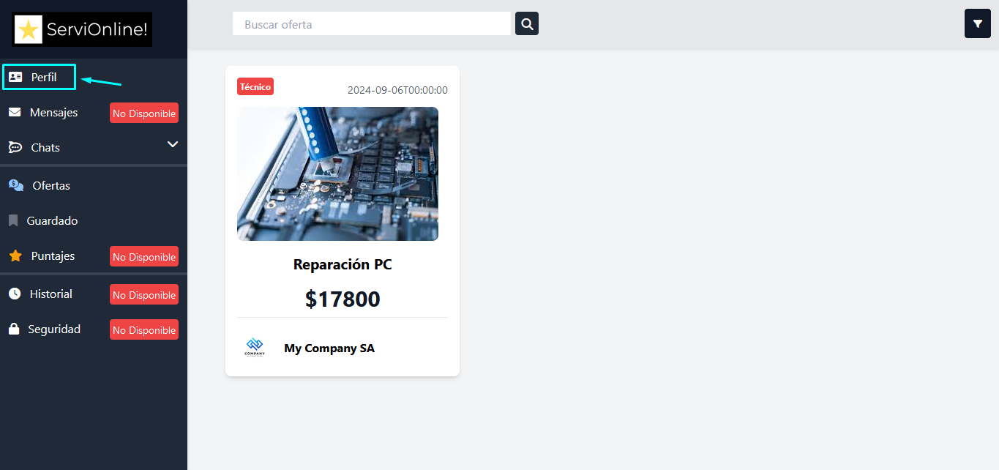 ServiOnline!
Buscar oferta
Perfil
Mensajes No Disponible
Chats
Ofertas
Guardado
Puntajes No Disponible
Historial No Disponible
Seguridad No Disponible
Técnico
2024-09-06T00:00:00
Reparación PC
$17800
COMPANY
My Company SA